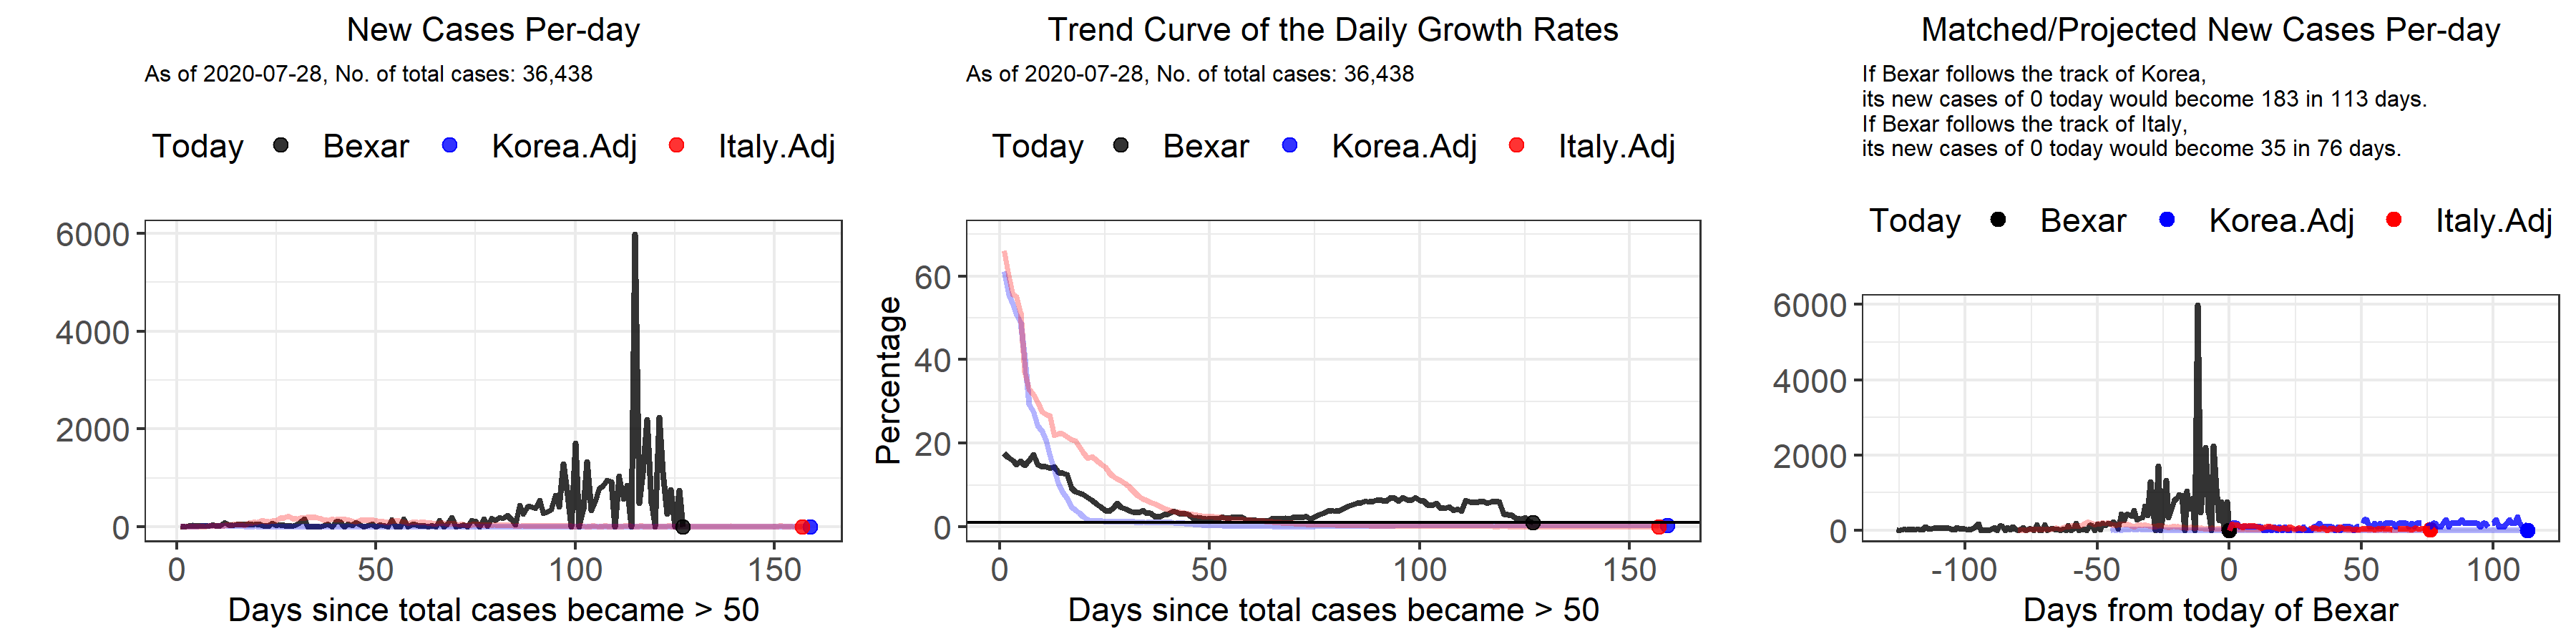 New Cases Per-day
As of 2020-07-28, No. of total cases: 36,438
Today Bexar Korea.Adj Italy.Adj
6000
4000
2000
0
0 50 100 150
Days since total cases became > 50
Trend Curve of the Daily Growth Rates
As of 2020-07-28, No. of total cases: 36,438
Today Bexar Korea.Adj Italy.Adj
Percentage
60
40
20
0
0 50 100 150
Days since total cases became > 50
Matched/Projected New Cases Per-day
If Bexar follows the track of Korea,
its new cases of 0 today would become 183 in 113 days.
If Bexar follows the track of Italy,
its new cases of 0 today would become 35 in 76 days.
Today Bexar Korea.Adj Italy.Adj
6000
4000
2000
0
-100 -50 0 50 100
Days from today of Bexar